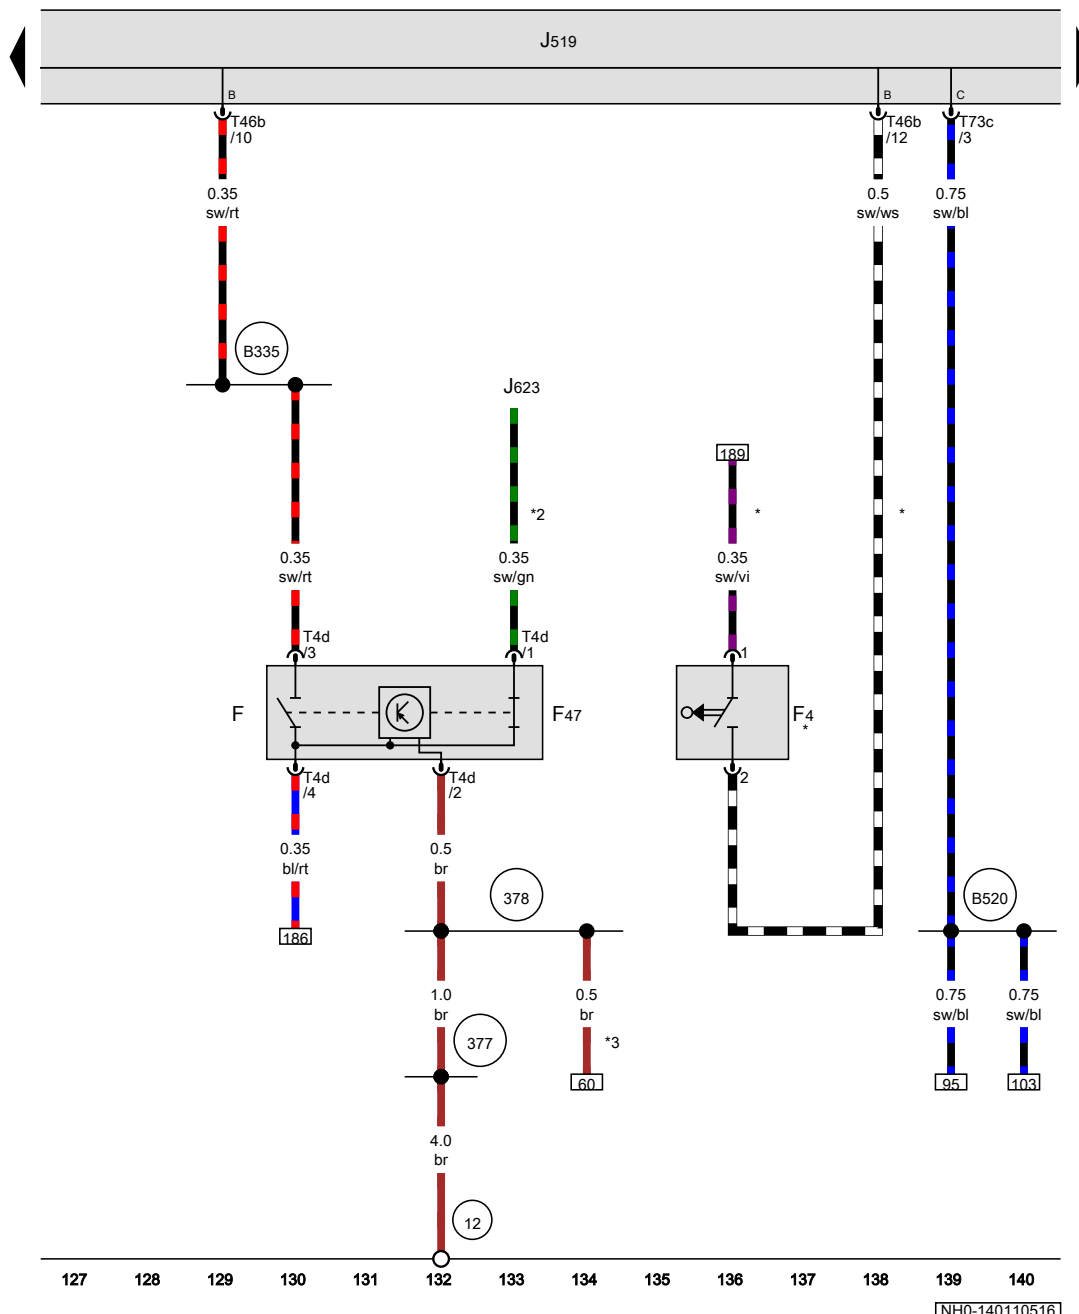 J519
B
B
C
T46b
/10
T46b
/12
T73c
/3
0.35
sw/rt
0.5
sw/ws
0.75
sw/bl
B335
J623
189
*2
*
*
0.35
sw/rt
0.35
sw/gn
0.35
sw/vi
T4d
/3
T4d
/1
1
F
F47
F4
*
T4d
/4
T4d
/2
2
0.35
bl/rt
0.5
br
378
B520
186
1.0
br
0.5
br
0.75
sw/bl
0.75
sw/bl
377
*3
60
95
103
4.0
br
12
127 128 129 130 131 132 133 134 135 136 137 138 139 140
NH0-140110516